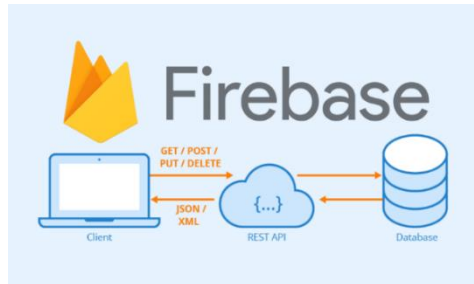 Firebase
GET / POST /
PUT / DELETE
JSON /
XML
{...}
Client
REST API
Database